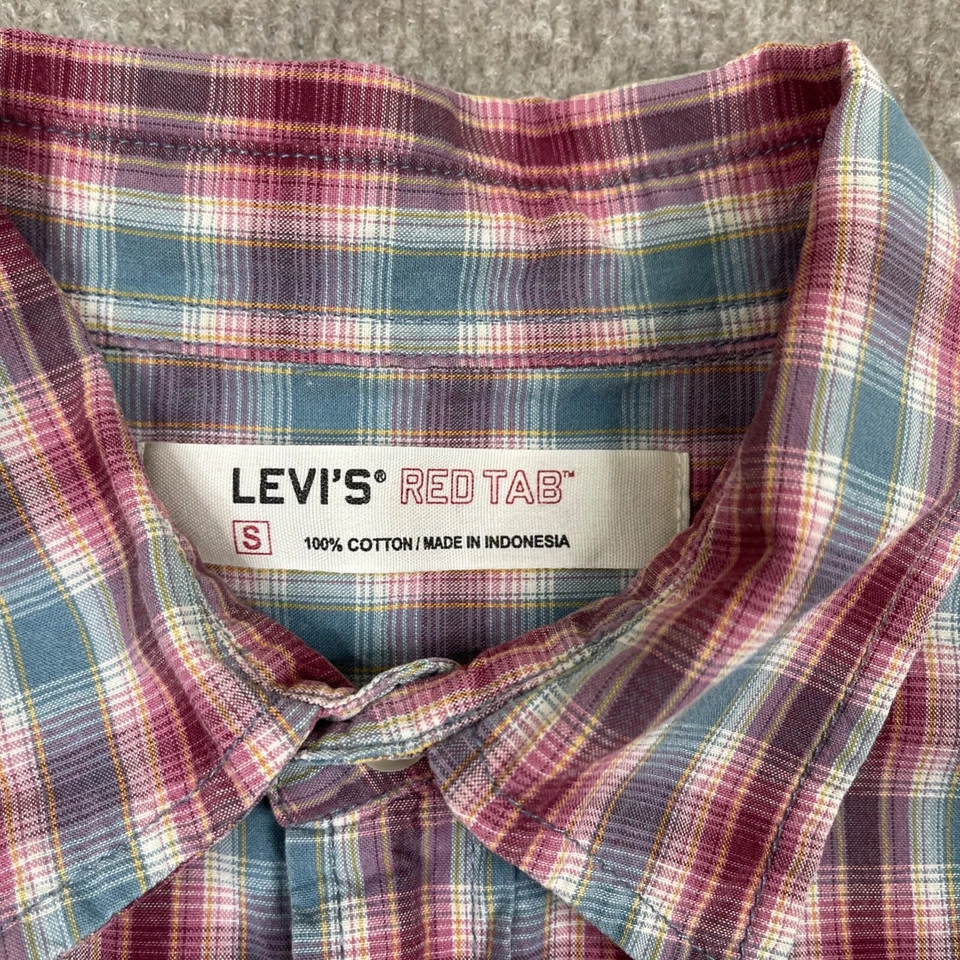 LEVI'S® RED TAB™
S 100% COTTON / MADE IN INDONESIA